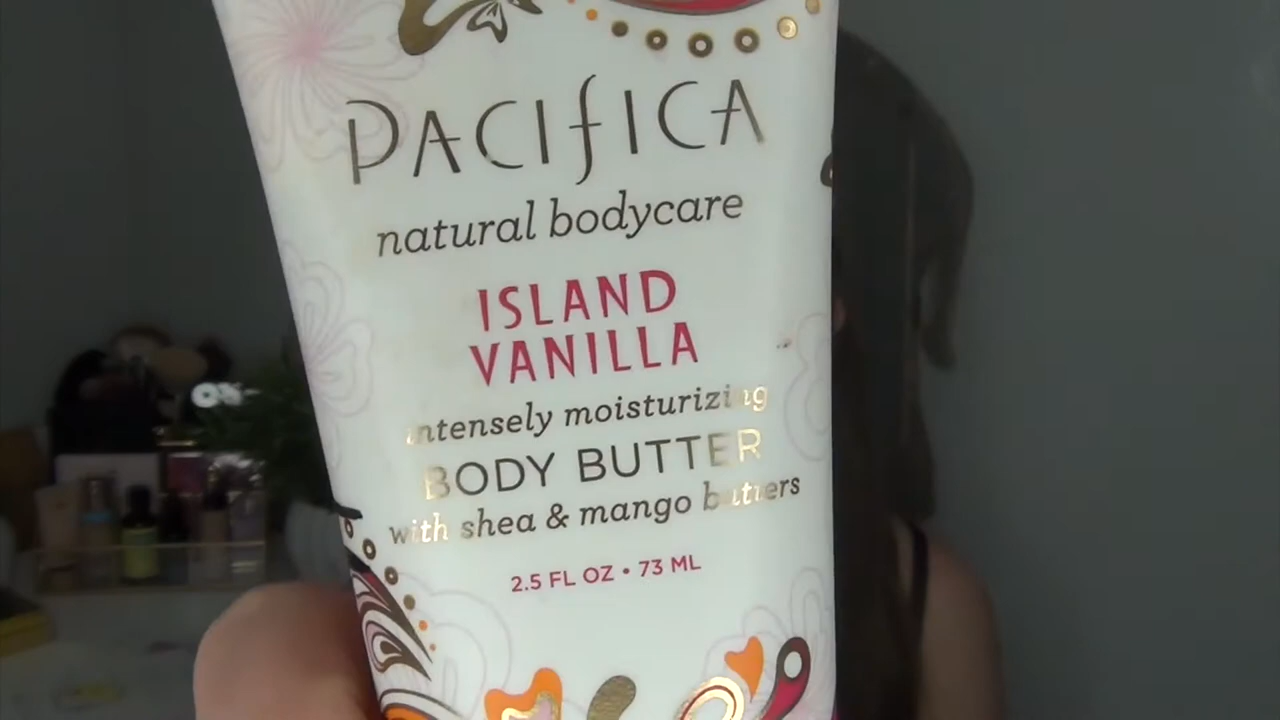 PACIFICA
natural bodycare
ISLAND
VANILLA
intensely moisturizing
BODY BUTTER
with shea & mango butters
2.5 FL OZ • 73 ML